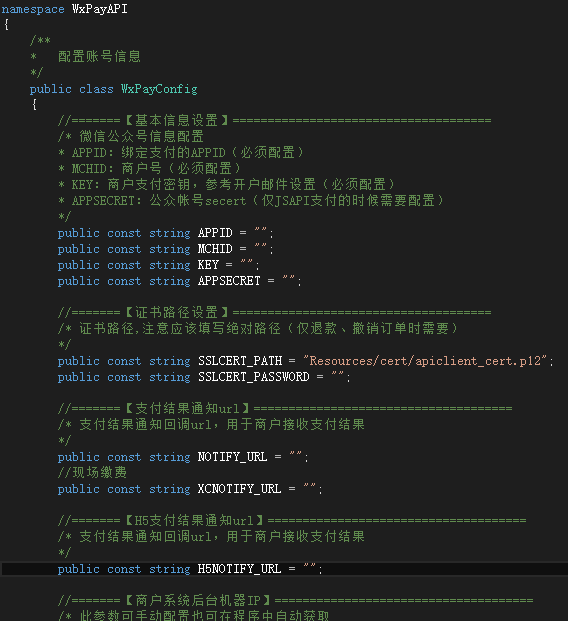 namespace WxPayAPI
{
/**
* 配置账号信息
*/
public class WxPayConfig
{
//=======【基本信息设置】=====================================
/* 微信公众号信息配置
* APPID：绑定支付的APPID（必须配置）
* MCHID：商户号（必须配置）
* KEY：商户支付密钥，参考开户邮件设置（必须配置）
* APPSECRET：公众帐号secert（仅JSAPI支付的时候需要配置）
*/
public const string APPID = "";
public const string MCHID = "";
public const string KEY = "";
public const string APPSECRET = "";
//=======【证书路径设置】=====================================
/* 证书路径,注意应该填写绝对路径（仅退款、撤销订单时需要）
*/
public const string SSLCERT_PATH = "Resources/cert/apiclient_cert.p12";
public const string SSLCERT_PASSWORD = "";
//=======【支付结果通知url】=====================================
/* 支付结果通知回调url，用于商户接收支付结果
*/
public const string NOTIFY_URL = "";
//现场缴费
public const string XCNOTIFY_URL = "";
//=======【H5支付结果通知url】=====================================
/* 支付结果通知回调url，用于商户接收支付结果
*/
public const string H5NOTIFY_URL = "";
//=======【商户系统后台机器IP】=====================================
/* 此参数可手动配置也可在程序中自动获取